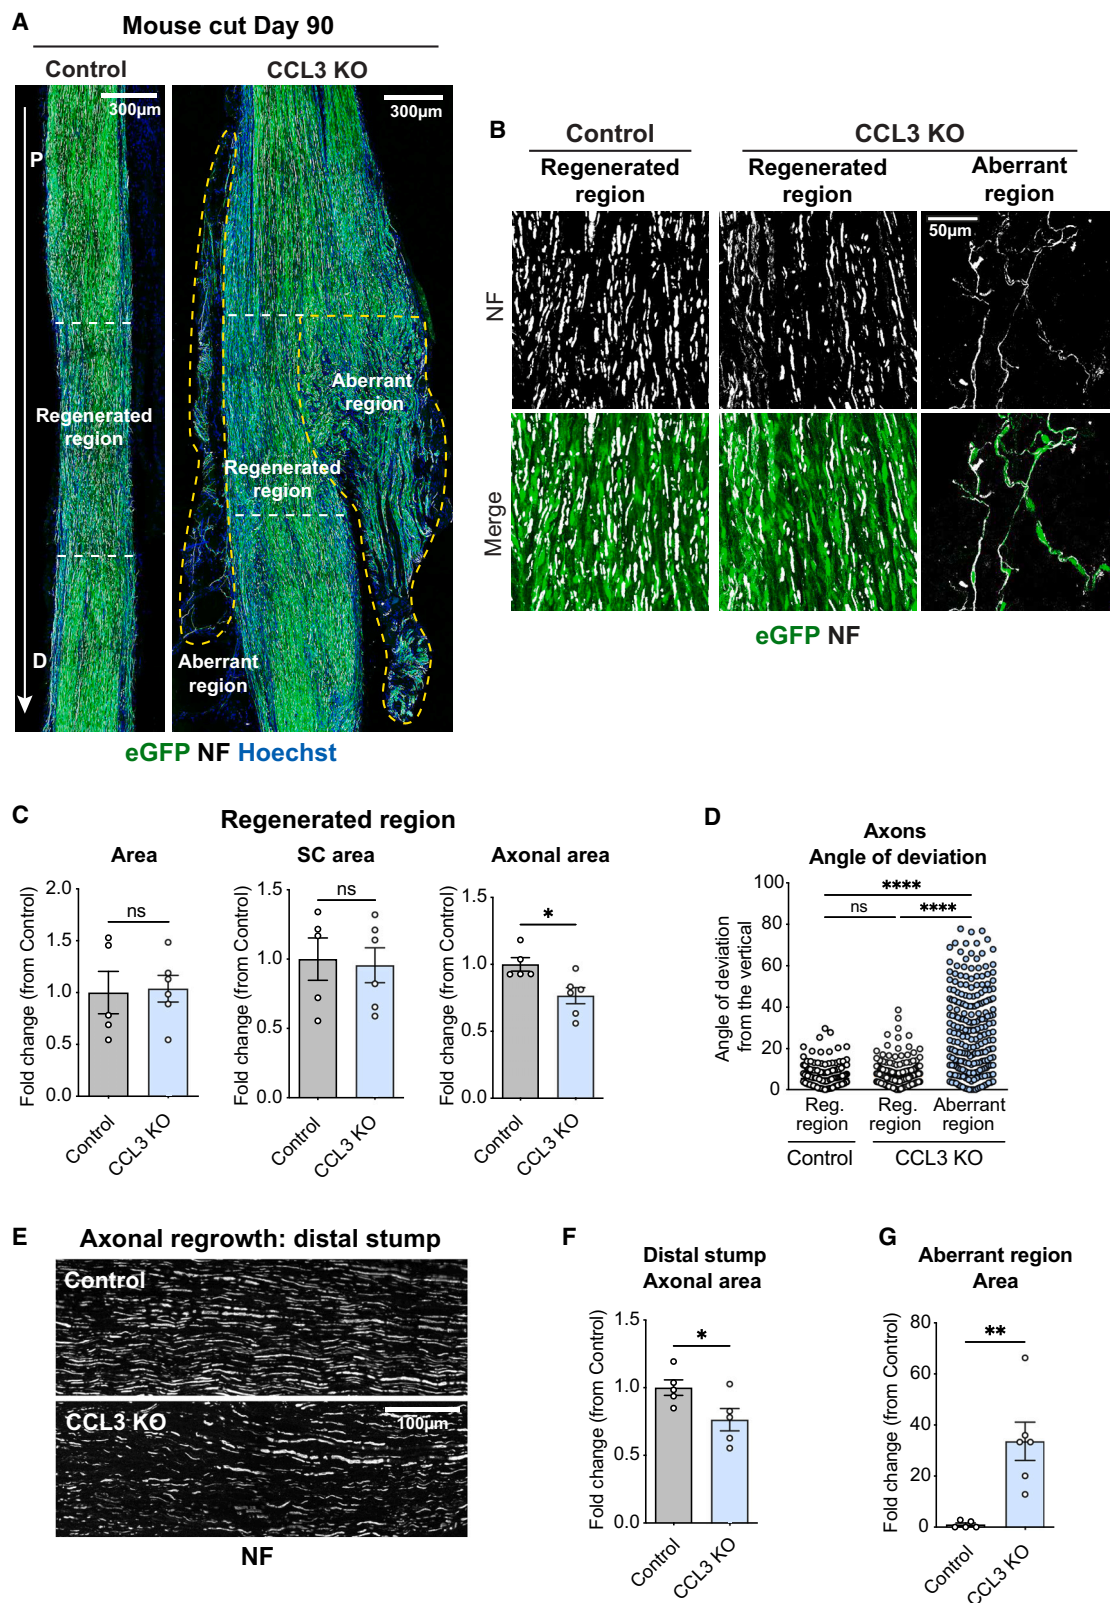 A
Mouse cut Day 90
Control
CCL3 KO
300µm
300µm
P
Regenerated
region
Aberrant
region
Regenerated
region
D
Aberrant
region
eGFP NF Hoechst
B
Control
CCL3 KO
Regenerated
region
Regenerated
region
Aberrant
region
50µm
NF
Merge
eGFP NF
C
Regenerated region
Area
Fold change (from Control)
2.0
1.5
1.0
0.5
0.0
ns
Control
CCL3 KO
SC area
Fold change (from Control)
1.5
1.0
0.5
0.0
ns
Control
CCL3 KO
Axonal area
Fold change (from Control)
1.5
1.0
0.5
0.0
*
Control
CCL3 KO
D
Axons
Angle of deviation
Angle of deviation
from the vertical
100
80
60
40
20
0
****
ns
****
Reg.
region
Reg.
region
Aberrant
region
Control
CCL3 KO
E
Axonal regrowth: distal stump
Control
CCL3 KO
100µm
NF
F
Distal stump
Axonal area
Fold change (from Control)
1.5
1.0
0.5
0.0
*
Control
CCL3 KO
G
Aberrant region
Area
Fold change (from Control)
80
60
40
20
0
**
Control
CCL3 KO